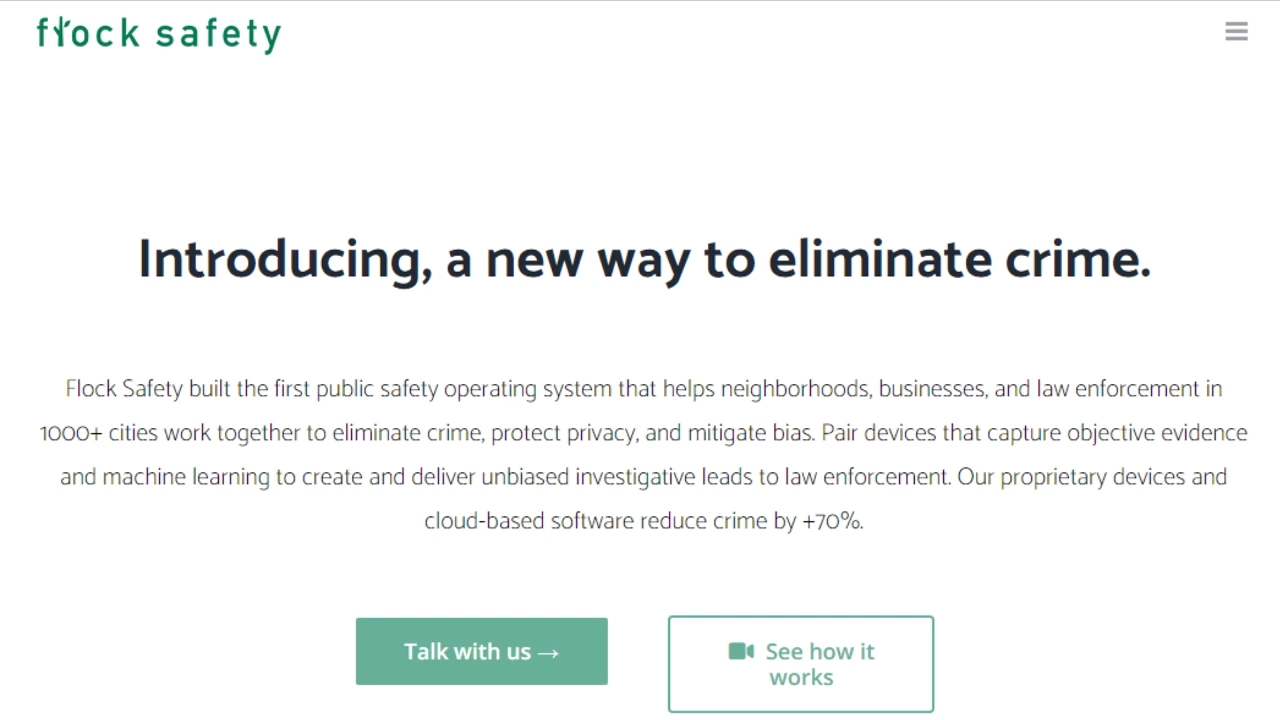 flock safety
Introducing, a new way to eliminate crime.
Flock Safety built the first public safety operating system that helps neighborhoods, businesses, and law enforcement in
1000+ cities work together to eliminate crime, protect privacy, and mitigate bias. Pair devices that capture objective evidence
and machine learning to create and deliver unbiased investigative leads to law enforcement. Our proprietary devices and
cloud-based software reduce crime by +70%.
Talk with us →
See how it
works